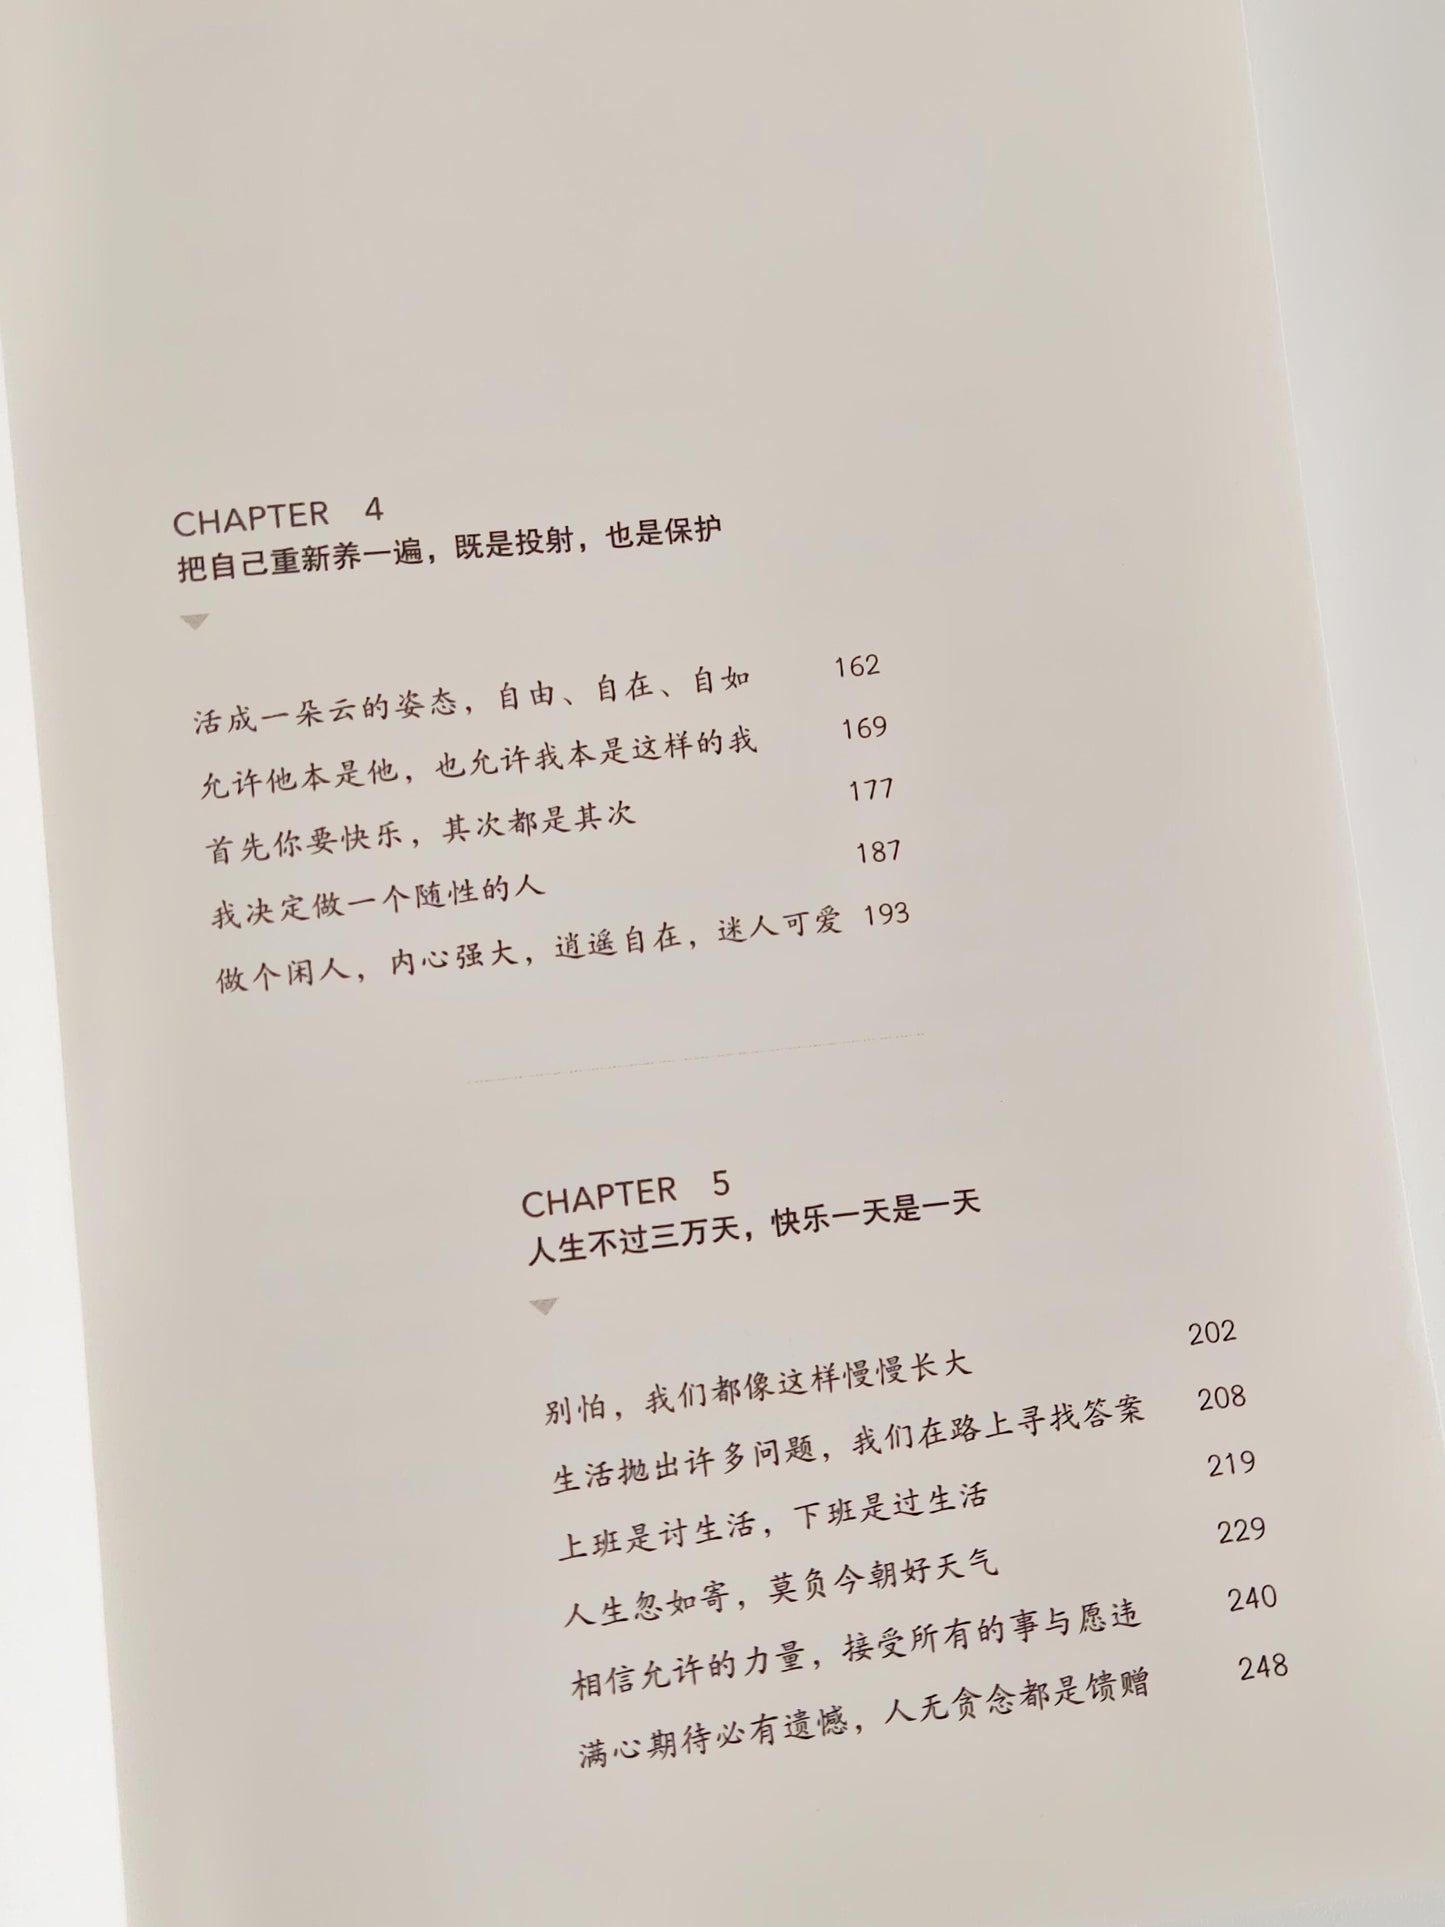 CHAPTER 4
把自己重新养一遍，既是投射，也是保护
活成一朵云的姿态，自由、自在、自如 162
允许他本是他，也允许我本是这样的我 169
首先你要快乐，其次都是其次 177
我决定做一个随性的人 187
做个闲人，内心强大，逍遥自在，迷人可爱 193
CHAPTER 5
人生不过三万天，快乐一天是一天
别怕，我们都像这样慢慢长大 202
生活抛出许多问题，我们在路上寻找答案 208
上班是讨生活，下班是过生活 219
人生忽如寄，莫负今朝好天气 229
相信允许的力量，接受所有的事与愿违 240
满心期待必有遗憾，人无贪念都是馈赠 248